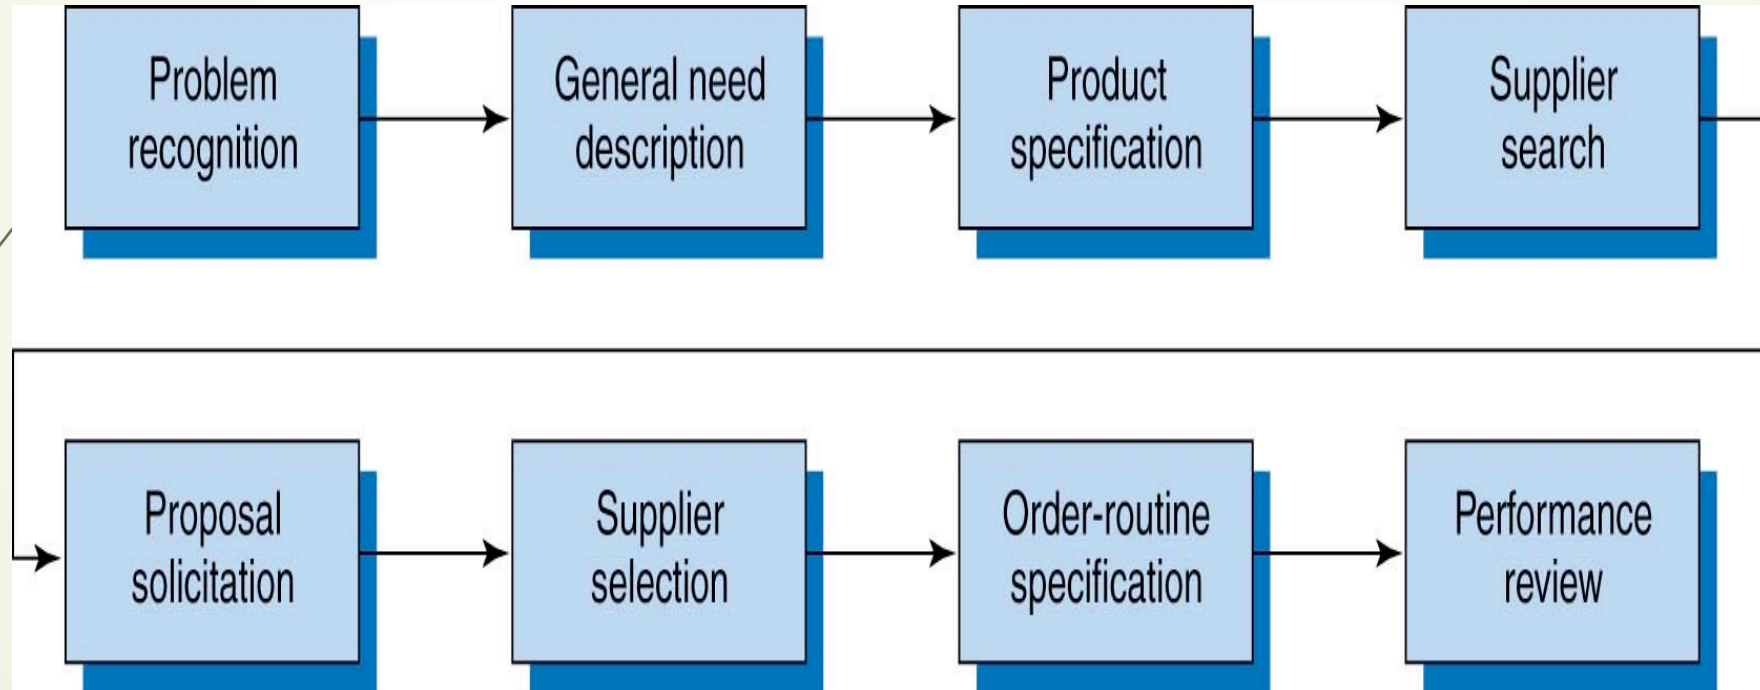 Problem
recognition
General need
description
Product
specification
Supplier
search
Proposal
solicitation
Supplier
selection
Order-routine
specification
Performance
review